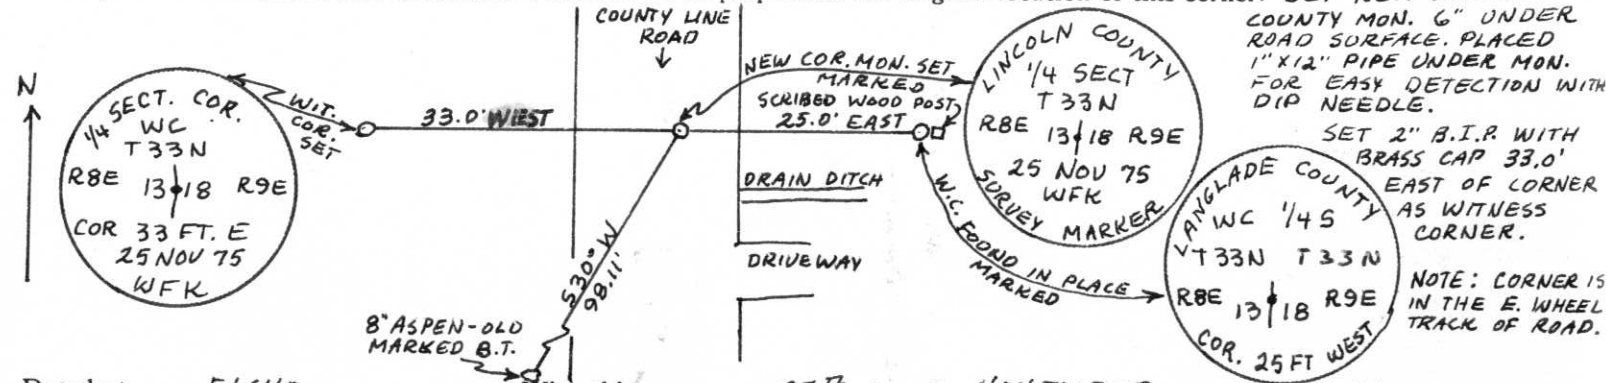 location of this corner.
N
1/4 SECT. COR.
WC
T33N
R8E 13 18 R9E
COR 33 FT. E
25 NOV 75
WFK
WIT.
COR.
SET
33.0' WEST
COUNTY LINE
ROAD
NEW COR. MON. SET
MARKED
SCRIBED WOOD POST
25.0' EAST
S30°W
98.11'
8" ASPEN-OLD
MARKED B.T.
DRAIN DITCH
DRIVEWAY
W.C. FOUND IN PLACE
MARKED
LINCOLN COUNTY
1/4 SECT
T33N
R8E 13 18 R9E
25 NOV 75
WFK
SURVEY MARKER
LANGLADE COUNTY
WC 1/4 S
T33N T33N
R8E 13 18 R9E
COR. 25 FT WEST
COUNTY MON. 6" UNDER
ROAD SURFACE. PLACED
1"X12" PIPE UNDER MON.
FOR EASY DETECTION WITH
DIP NEEDLE.
SET 2" B.I.P. WITH
BRASS CAP 33.0'
EAST OF CORNER
AS WITNESS
CORNER.
NOTE: CORNER IS
IN THE E. WHEEL
TRACK OF ROAD.